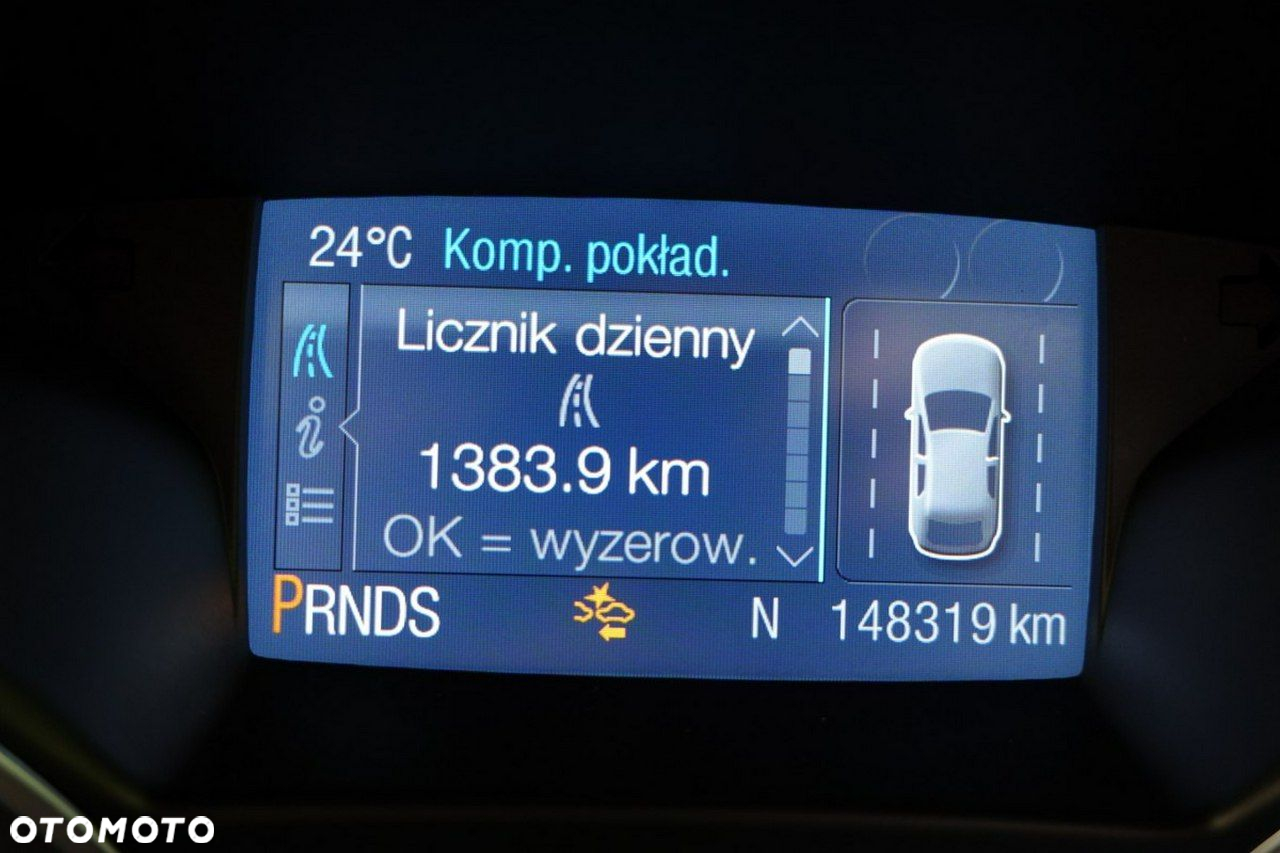 24°C Komp. pokład.
Licznik dzienny
1383.9 km
OK = wyzerow.
PRNDS N 148319 km
OTOMOTO